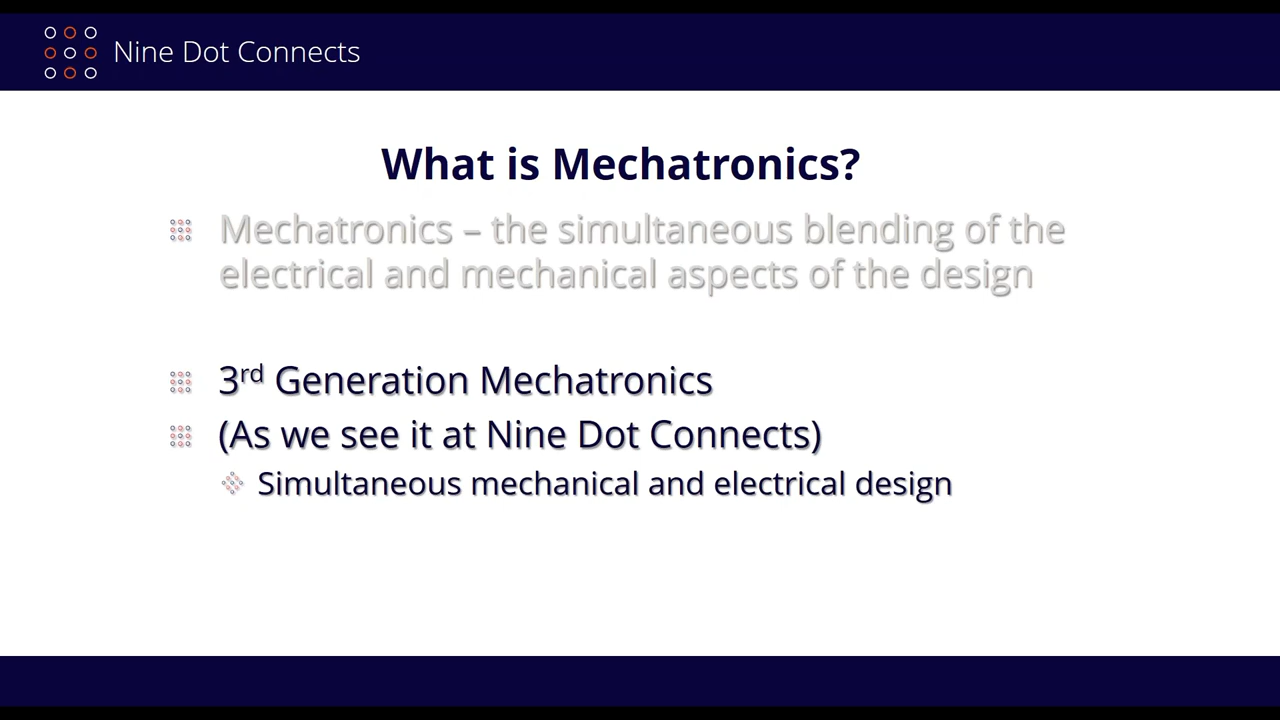 Nine Dot Connects
What is Mechatronics?
Mechatronics – the simultaneous blending of the
electrical and mechanical aspects of the design
3rd Generation Mechatronics
(As we see it at Nine Dot Connects)
Simultaneous mechanical and electrical design